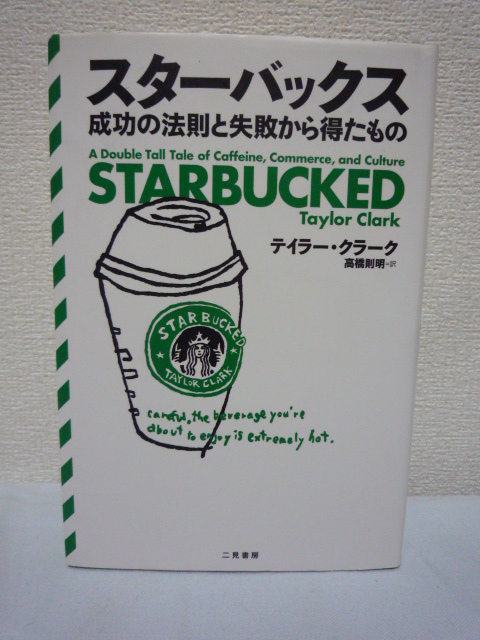 スターバックス
成功の法則と失敗から得たもの
A Double Tall Tale of Caffeine, Commerce, and Culture
STARBUCKED
Taylor Clark
テイラー・クラーク
高橋則明=訳
STARBUCKED
TAYLOR CLARK
careful, the beverage you're
about to enjoy is extremely hot.
二見書房